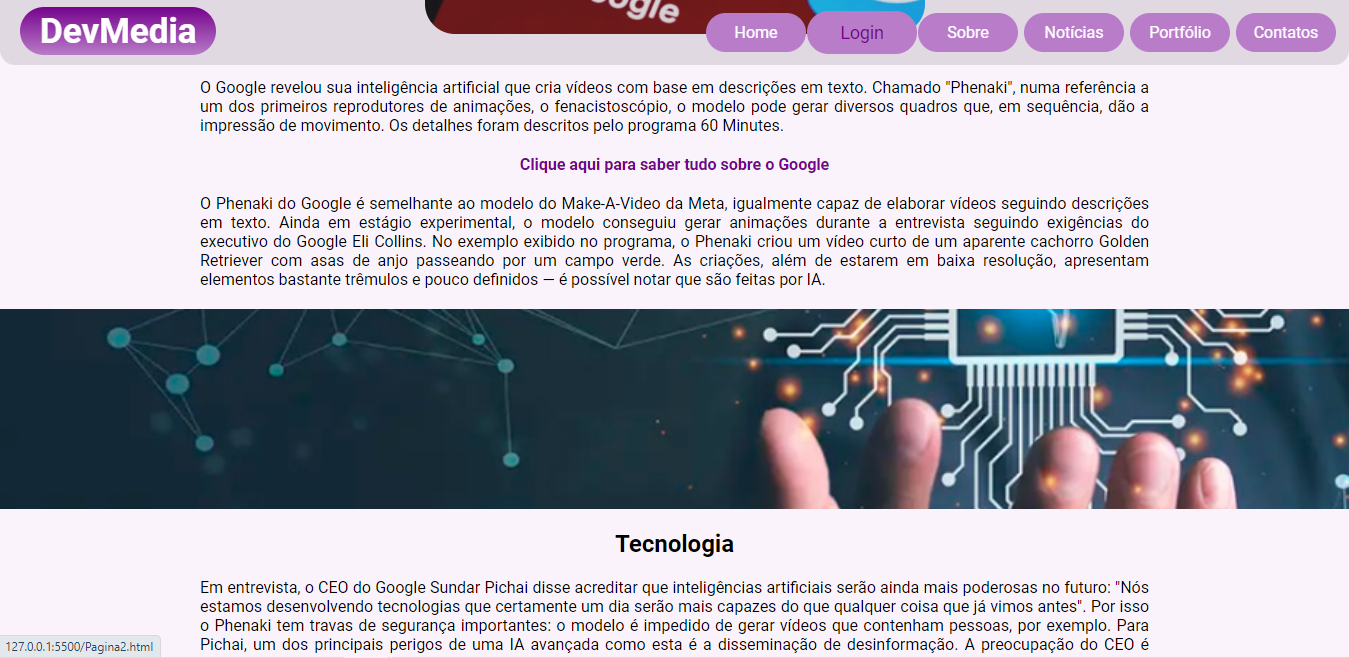 DevMedia
ogle
Home
Login
Sobre
Notícias
Portfólio
Contatos
O Google revelou sua inteligência artificial que cria vídeos com base em descrições em texto. Chamado "Phenaki", numa referência a
um dos primeiros reprodutores de animações, o fenacistoscópio, o modelo pode gerar diversos quadros que, em sequência, dão a
impressão de movimento. Os detalhes foram descritos pelo programa 60 Minutes.
Clique aqui para saber tudo sobre o Google
O Phenaki do Google é semelhante ao modelo do Make-A-Video da Meta, igualmente capaz de elaborar vídeos seguindo descrições
em texto. Ainda em estágio experimental, o modelo conseguiu gerar animações durante a entrevista seguindo exigências do
executivo do Google Eli Collins. No exemplo exibido no programa, o Phenaki criou um vídeo curto de um aparente cachorro Golden
Retriever com asas de anjo passeando por um campo verde. As criações, além de estarem em baixa resolução, apresentam
elementos bastante trêmulos e pouco definidos — é possível notar que são feitas por IA.
Tecnologia
Em entrevista, o CEO do Google Sundar Pichai disse acreditar que inteligências artificiais serão ainda mais poderosas no futuro: "Nós
estamos desenvolvendo tecnologias que certamente um dia serão mais capazes do que qualquer coisa que já vimos antes". Por isso
o Phenaki tem travas de segurança importantes: o modelo é impedido de gerar vídeos que contenham pessoas, por exemplo. Para
Pichai, um dos principais perigos de uma IA avançada como esta é a disseminação de desinformação. A preocupação do CEO é
127.0.0.1:5500/Pagina2.html